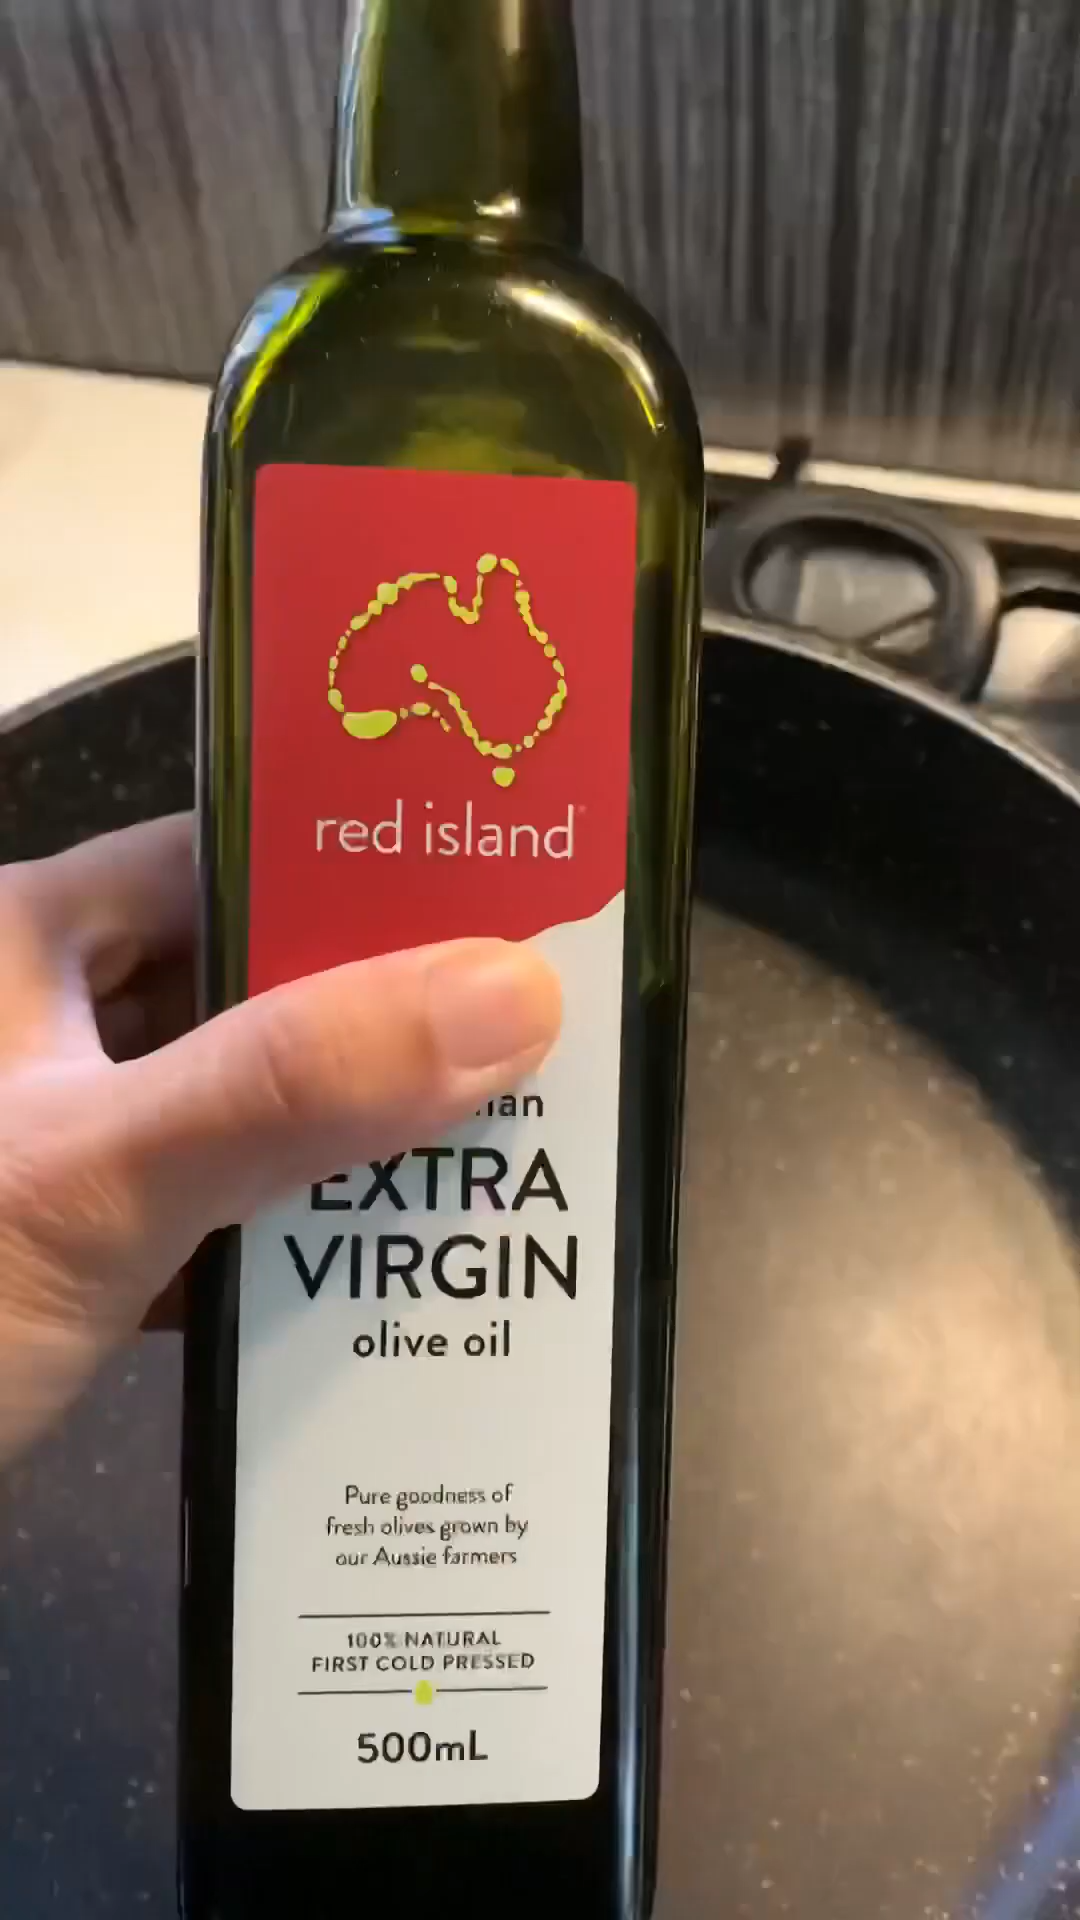 red island
EXTRA
VIRGIN
olive oil
Pure goodness of
fresh olives grown by
our Aussie farmers
100% NATURAL
FIRST COLD PRESSED
500mL